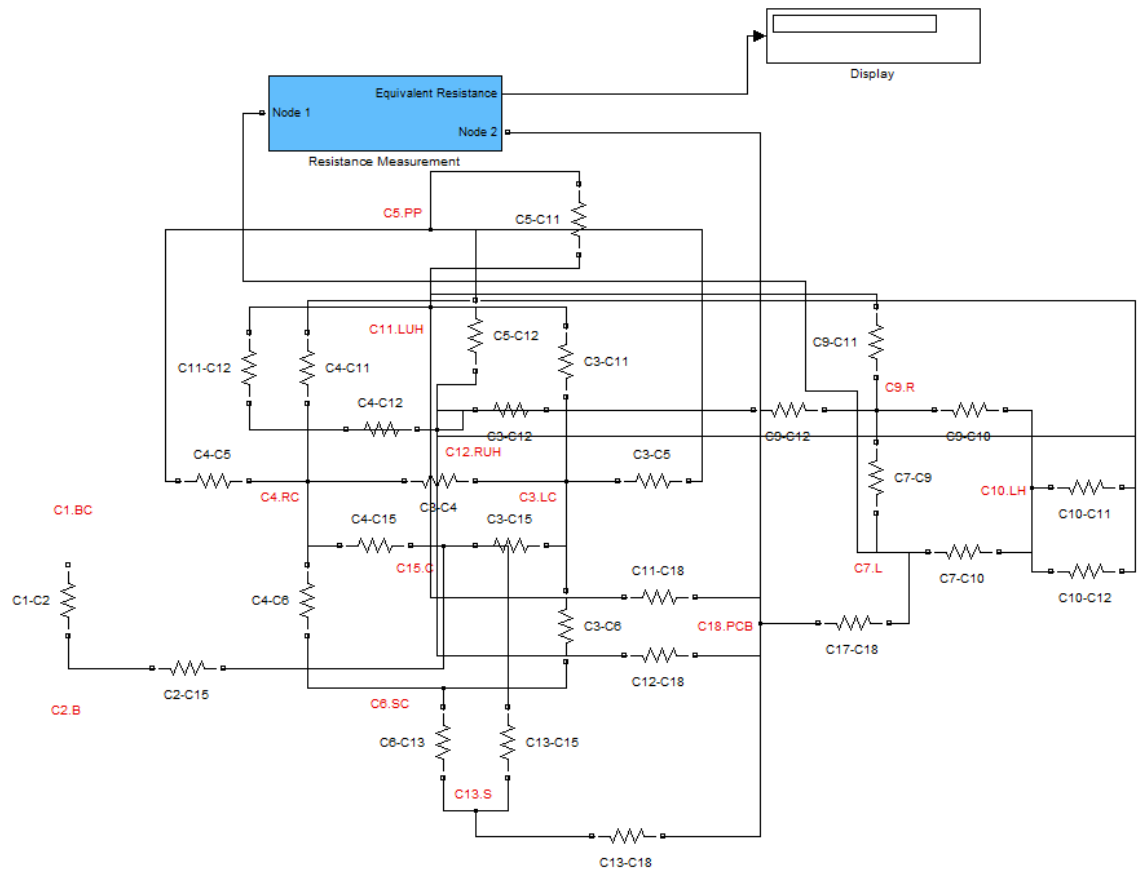 Display
Equivalent Resistance
Node 1
Node 2
Resistance Measurement
C5.PP
C5-C11
C11.LUH
C5-C12
C9-C11
C11-C12
C4-C11
C3-C11
C9.R
C4-C12
C3-C12
C9-C12
C9-C10
C12.RUH
C4-C5
C3-C5
C7-C9
C4.RC
C3-C4
C3.LC
C10.LH
C1.BC
C4-C15
C3-C15
C10-C11
C15.C
C7.L
C7-C10
C11-C18
C10-C12
C1-C2
C4-C6
C3-C6
C18.PCB
C17-C18
C12-C18
C2-C15
C6.SC
C2.B
C6-C13
C13-C15
C13.S
C13-C18